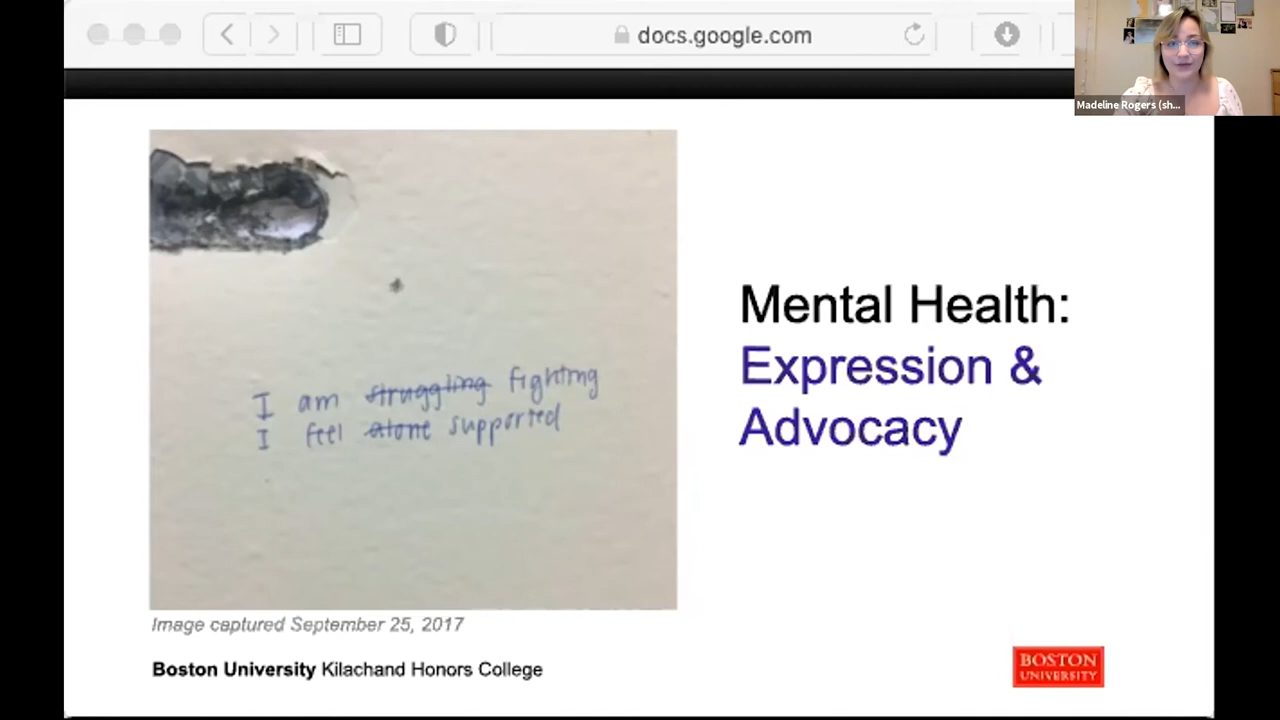 docs.google.com
Madeline Rogers (sh...
I am struggling fighting
I feel alone supported
Mental Health:
Expression &
Advocacy
Image captured September 25, 2017
Boston University Kilachand Honors College
BOSTON
UNIVERSITY